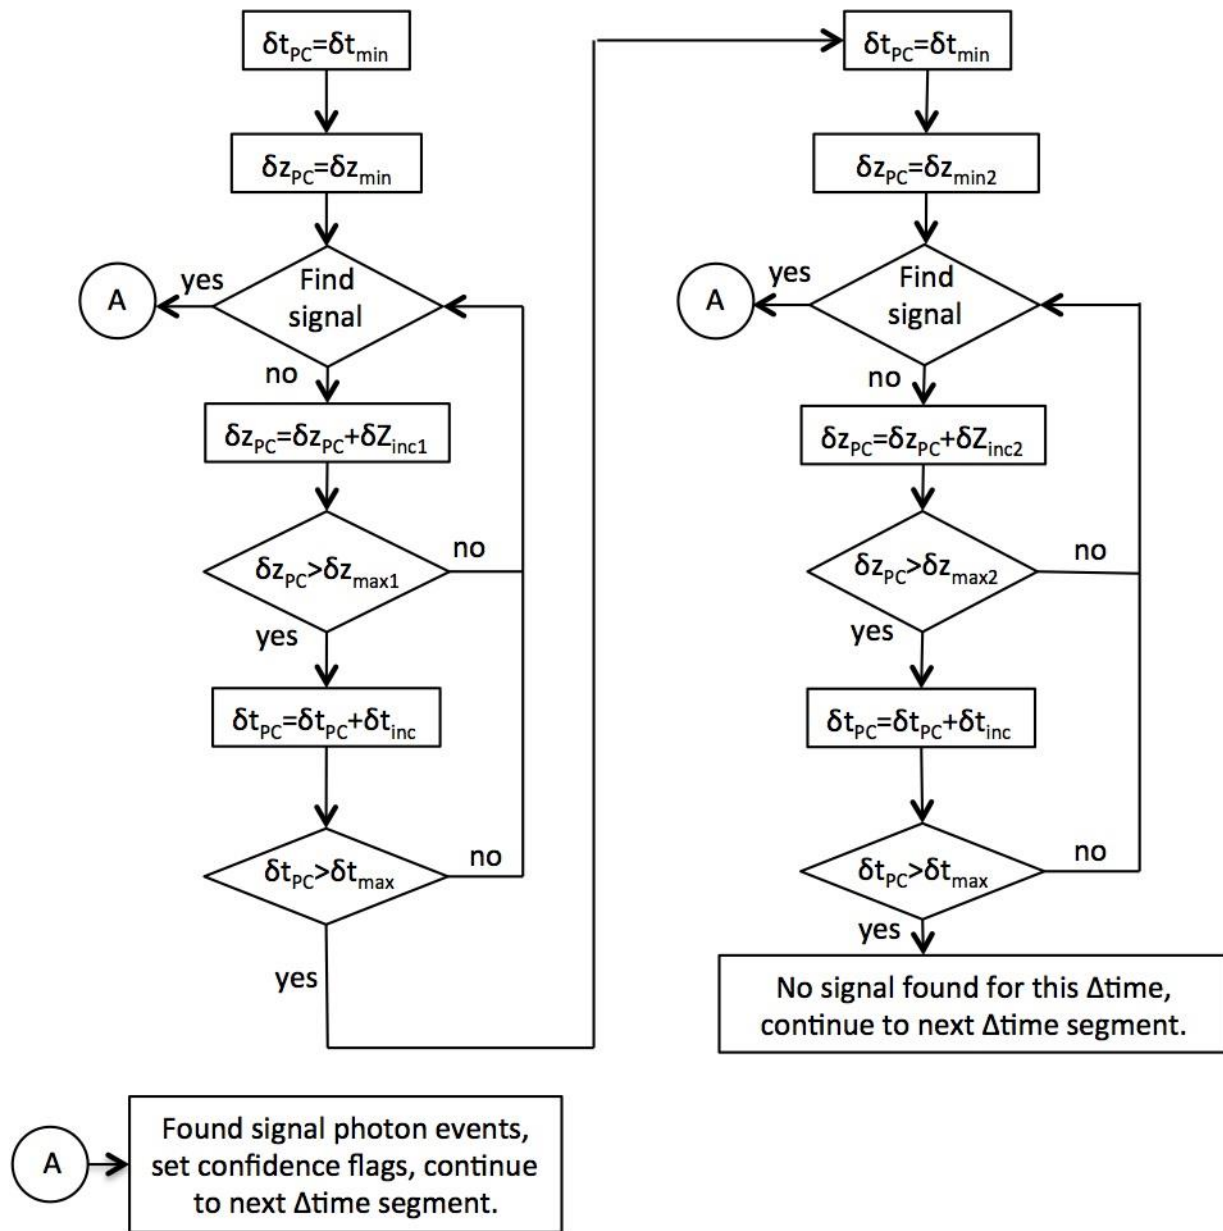 δt_PC=δt_min
δz_PC=δz_min
Find
signal
yes
A
no
δz_PC=δz_PC+δZ_inc1
δz_PC>δz_max1
no
yes
δt_PC=δt_PC+δt_inc
δt_PC>δt_max
no
yes
δt_PC=δt_min
δz_PC=δz_min2
Find
signal
yes
A
no
δz_PC=δz_PC+δZ_inc2
δz_PC>δz_max2
no
yes
δt_PC=δt_PC+δt_inc
δt_PC>δt_max
no
yes
No signal found for this Δtime,
continue to next Δtime segment.
A
Found signal photon events,
set confidence flags, continue
to next Δtime segment.